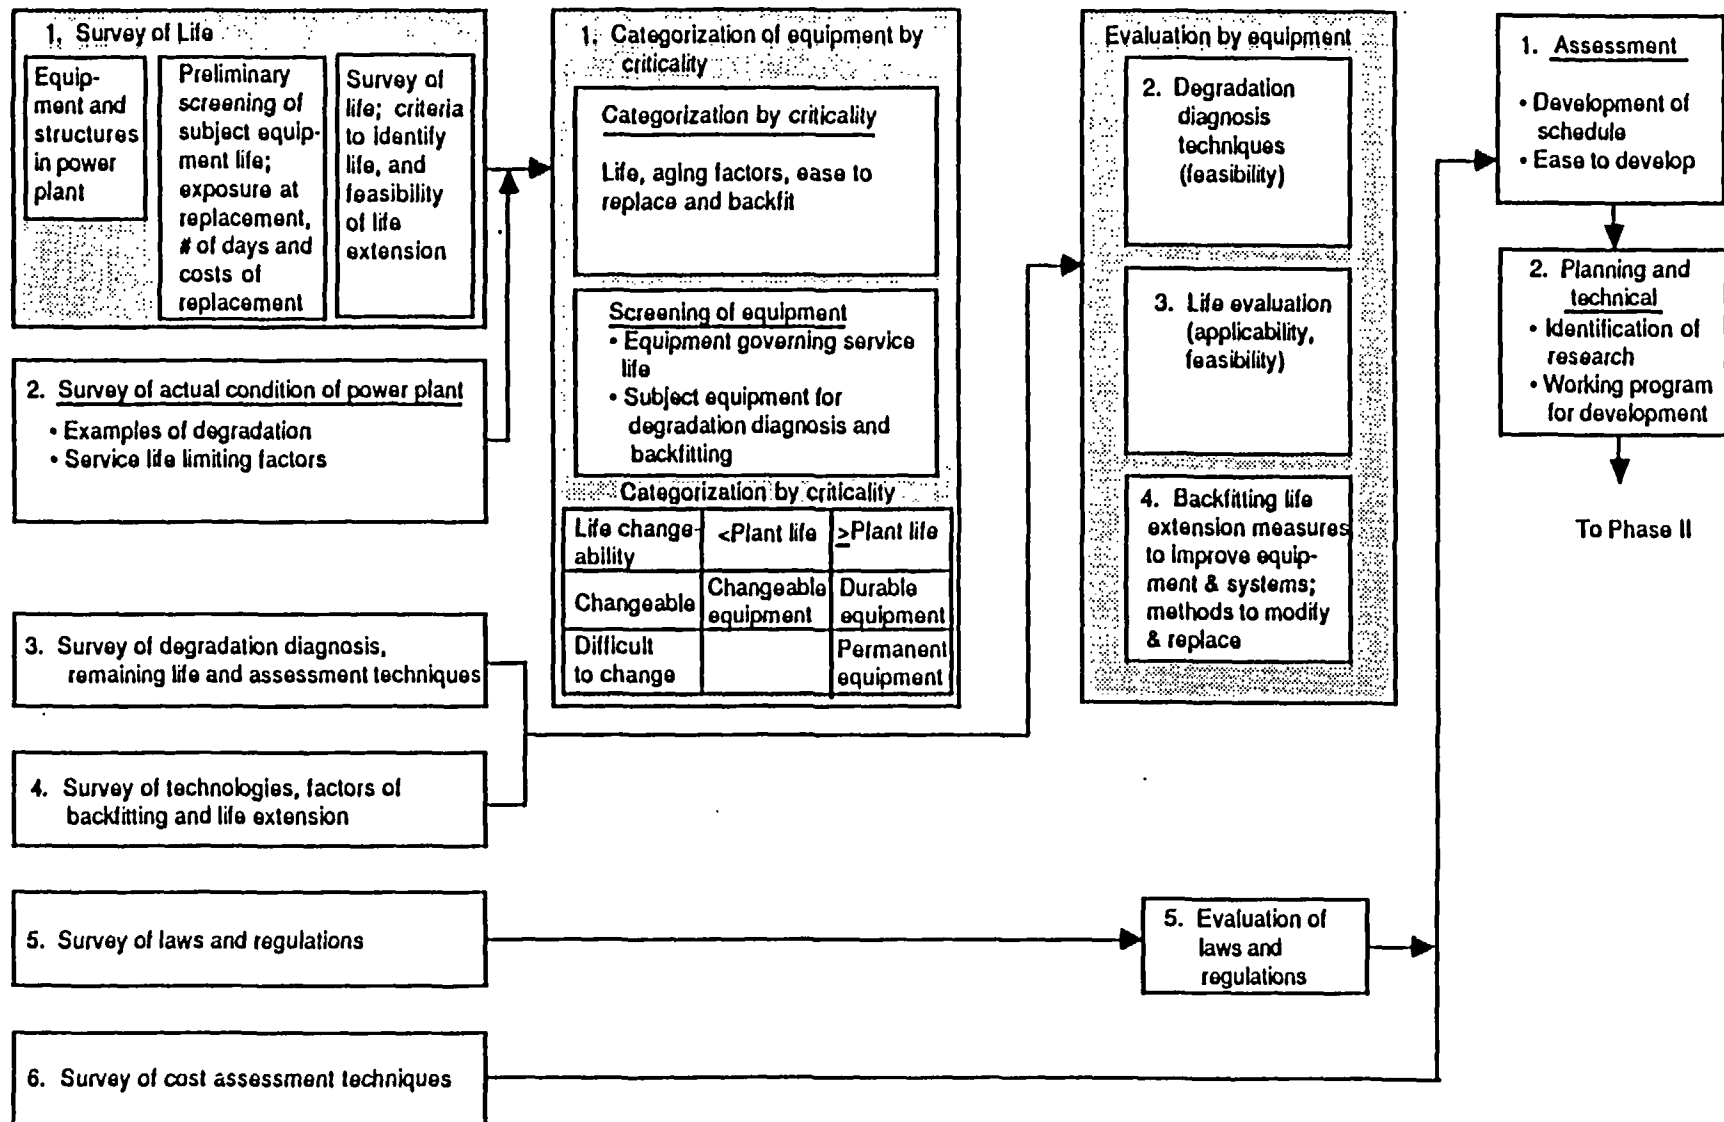 1, Survey of Life
Equip-
ment and
structures
in power
plant
Preliminary
screening of
subject equip-
ment life;
exposure at
replacement,
# of days and
costs of
replacement
Survey of
life; criteria
to identify
life, and
feasibility
of life
extension
2. Survey of actual condition of power plant
• Examples of degradation
• Service life limiting factors
3. Survey of degradation diagnosis,
remaining life and assessment techniques
4. Survey of technologies, factors of
backfitting and life extension
5. Survey of laws and regulations
6. Survey of cost assessment techniques
1. Categorization of equipment by
criticality
Categorization by criticality
Life, aging factors, ease to
replace and backfit
Screening of equipment
• Equipment governing service
life
• Subject equipment for
degradation diagnosis and
backfitting
Categorization by criticality
Life change-
ability
<Plant life
≥Plant life
Changeable
Changeable
equipment
Durable
equipment
Difficult
to change
Permanent
equipment
Evaluation by equipment
2. Degradation
diagnosis
techniques
(feasibility)
3. Life evaluation
(applicability,
feasibility)
4. Backfitting life
extension measures
to improve equip-
ment & systems;
methods to modify
& replace
5. Evaluation of
laws and
regulations
1. Assessment
• Development of
schedule
• Ease to develop
2. Planning and
technical
• Identification of
research
• Working program
for development
To Phase II